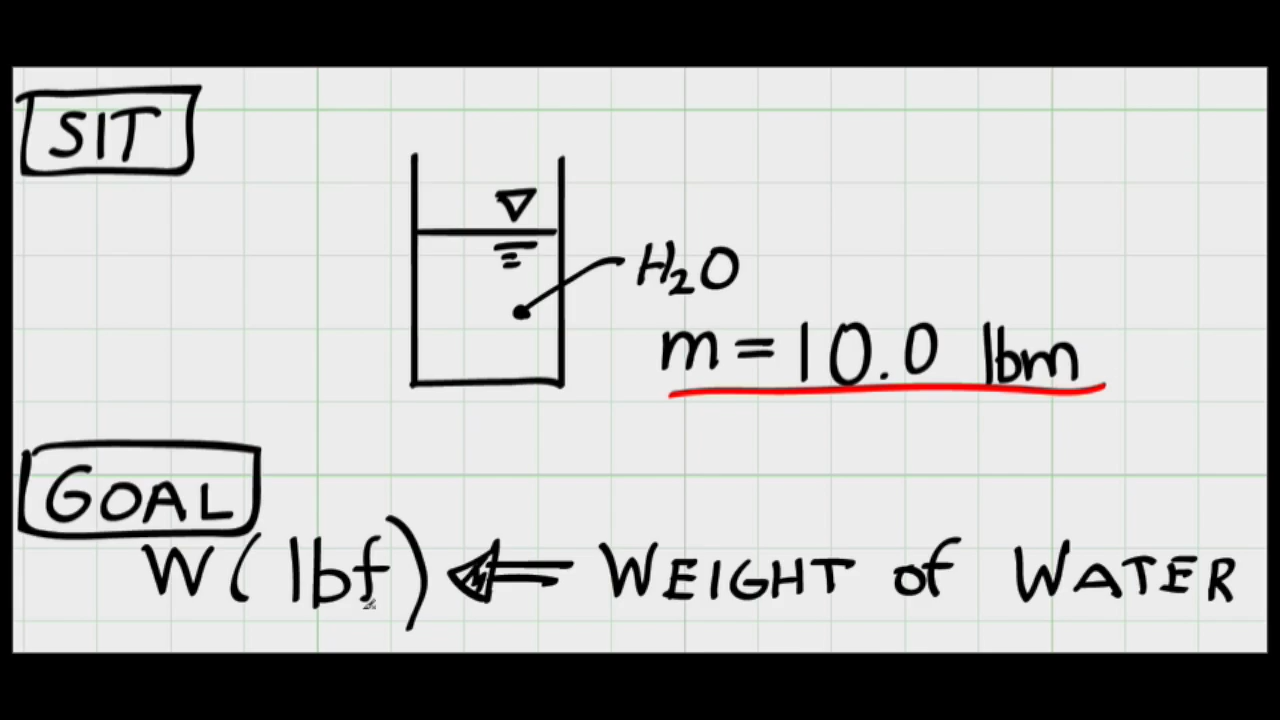 SIT
H₂O
m = 10.0 lbm
GOAL
W (lbf) ⇐ WEIGHT of WATER